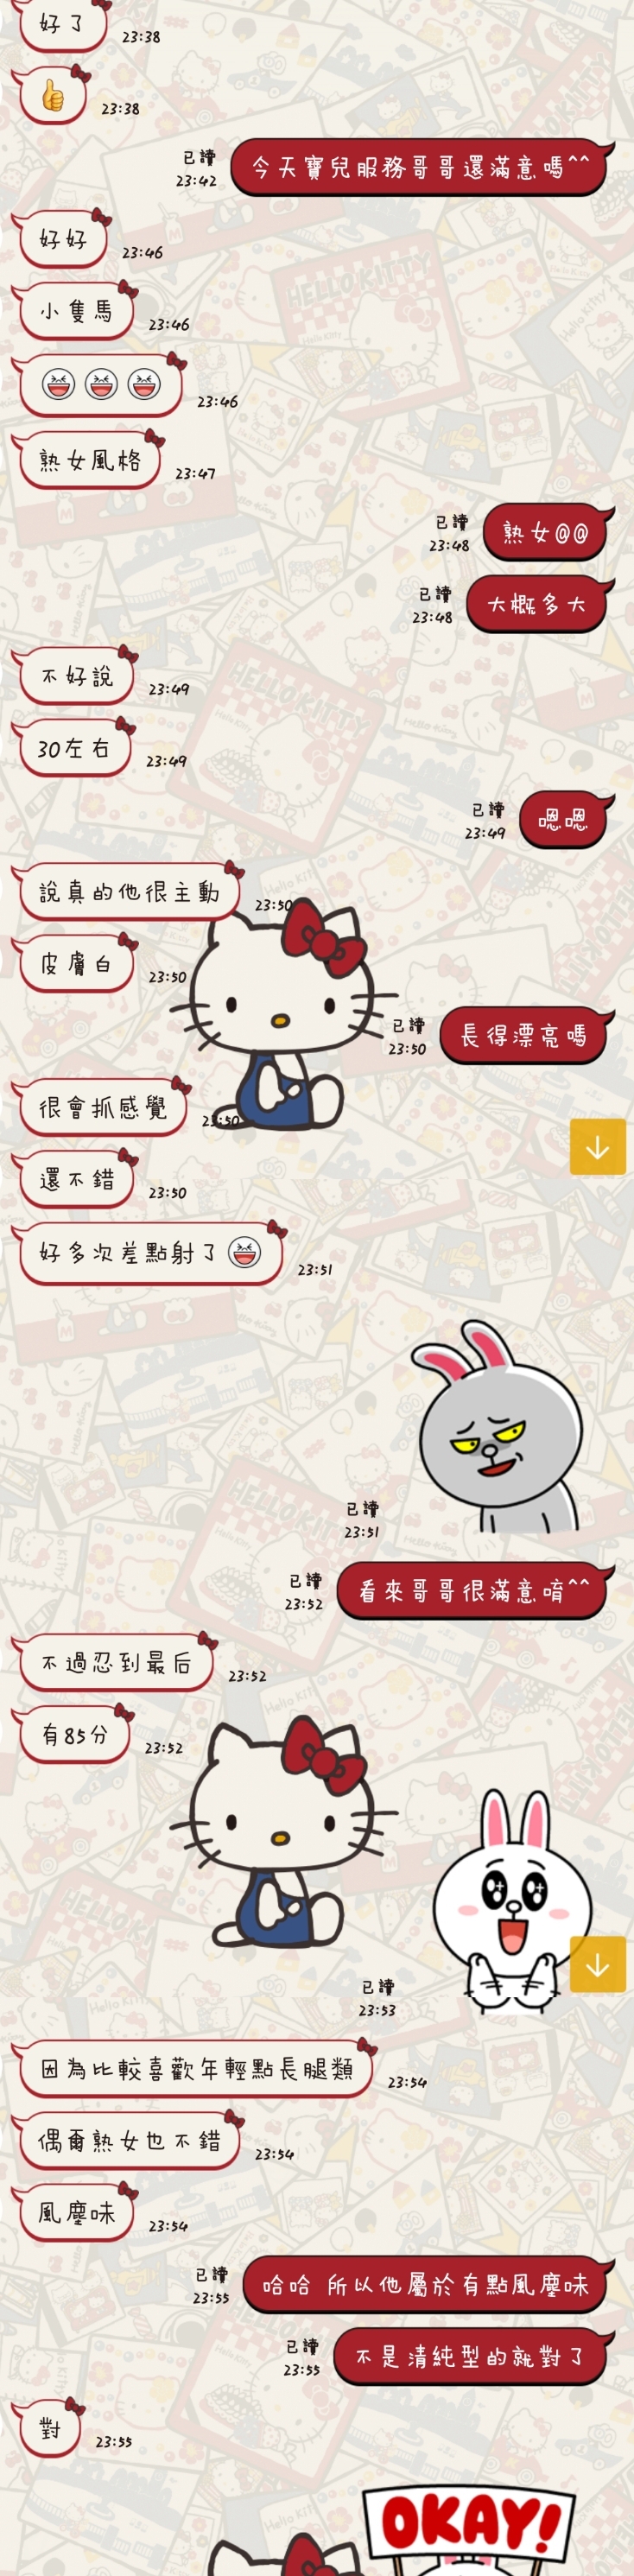 好了
23:38
👍
23:38
已讀
23:42
今天寶兒服務哥哥還滿意嗎^^
好好
23:46
小隻馬
23:46
23:46
熟女風格
23:47
已讀
23:48
熟女@@
已讀
23:48
大概多大
不好說
23:49
30左右
23:49
已讀
23:49
嗯嗯
說真的他很主動
23:50
皮膚白
23:50
已讀
23:50
長得漂亮嗎
很會抓感覺
23:50
還不錯
23:50
好多次差點射了
23:51
已讀
23:51
已讀
23:52
看來哥哥很滿意唷^^
不過忍到最后
23:52
有85分
23:52
已讀
23:53
因為比較喜歡年輕點長腿類
23:54
偶爾熟女也不錯
23:54
風塵味
23:54
已讀
23:55
哈哈 所以他屬於有點風塵味
已讀
23:55
不是清純型的就對了
對
23:55
OKAY!